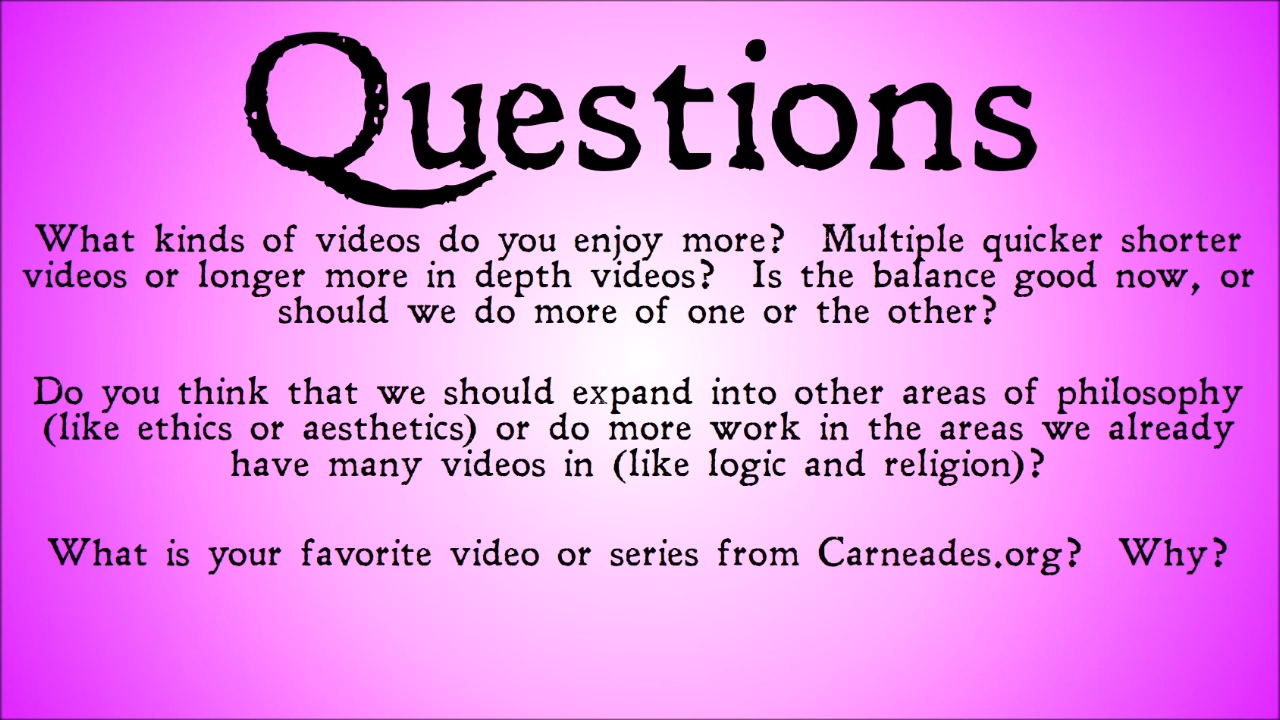 Questions
What kinds of videos do you enjoy more? Multiple quicker shorter
videos or longer more in depth videos? Is the balance good now, or
should we do more of one or the other?
Do you think that we should expand into other areas of philosophy
(like ethics or aesthetics) or do more work in the areas we already
have many videos in (like logic and religion)?
What is your favorite video or series from Carneades.org? Why?